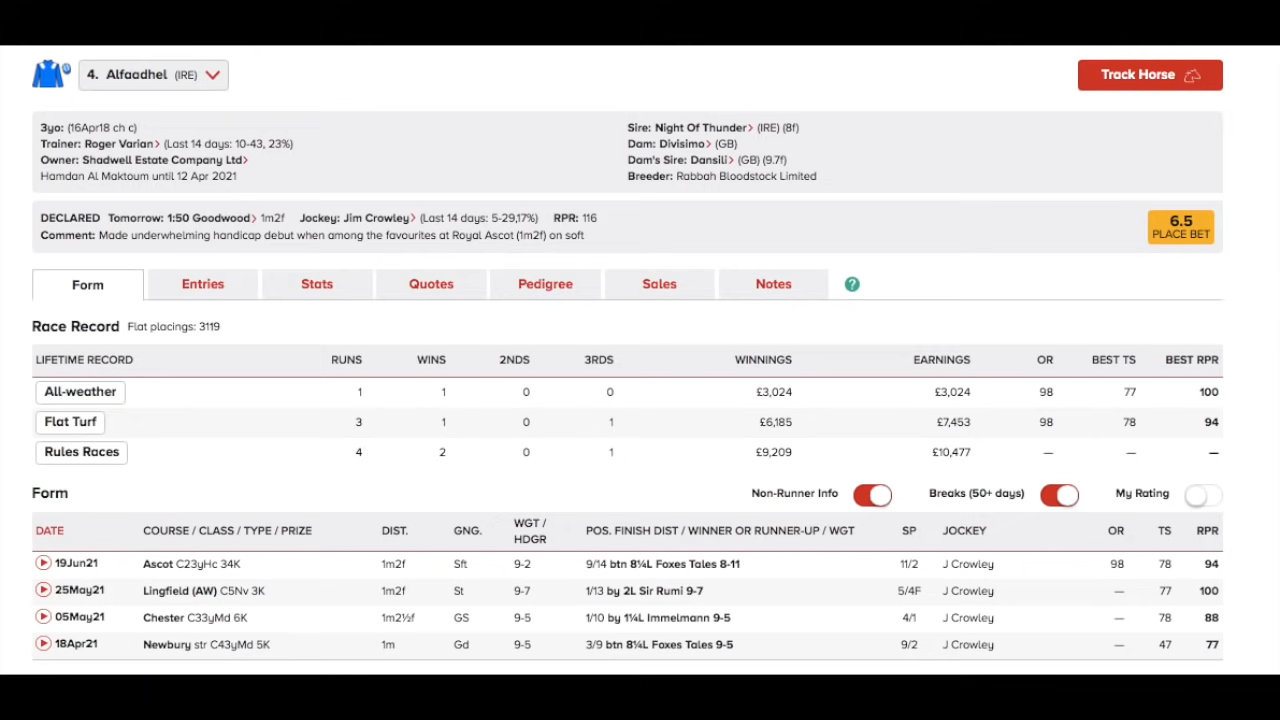 4. Alfaadhel (IRE)
Track Horse
3yo: (16Apr18 ch c)
Trainer: Roger Varian> (Last 14 days: 10-43, 23%)
Owner: Shadwell Estate Company Ltd>
Hamdan Al Maktoum until 12 Apr 2021
Sire: Night Of Thunder> (IRE) (8f)
Dam: Divisimo> (GB)
Dam's Sire: Dansili> (GB) (9.7f)
Breeder: Rabbah Bloodstock Limited
DECLARED Tomorrow: 1:50 Goodwood> 1m2f Jockey: Jim Crowley> (Last 14 days: 5-29,17%) RPR: 116
Comment: Made underwhelming handicap debut when among the favourites at Royal Ascot (1m2f) on soft
6.5
PLACE BET
Form Entries Stats Quotes Pedigree Sales Notes ?
Race Record Flat placings: 3119
LIFETIME RECORD RUNS WINS 2NDS 3RDS WINNINGS EARNINGS OR BEST TS BEST RPR
All-weather 1 1 0 0 £3,024 £3,024 98 77 100
Flat Turf 3 1 0 1 £6,185 £7,453 98 78 94
Rules Races 4 2 0 1 £9,209 £10,477 — — —
Form Non-Runner Info Breaks (50+ days) My Rating
DATE COURSE / CLASS / TYPE / PRIZE DIST. GNG. WGT / HDGR POS. FINISH DIST / WINNER OR RUNNER-UP / WGT SP JOCKEY OR TS RPR
19Jun21 Ascot C23yHc 34K 1m2f Sft 9-2 9/14 btn 8¼L Foxes Tales 8-11 11/2 J Crowley 98 78 94
25May21 Lingfield (AW) C5Nv 3K 1m2f St 9-7 1/13 by 2L Sir Rumi 9-7 5/4F J Crowley — 77 100
05May21 Chester C33yMd 6K 1m2½f GS 9-5 1/10 by 1¼L Immelmann 9-5 4/1 J Crowley — 78 88
18Apr21 Newbury str C43yMd 5K 1m Gd 9-5 3/9 btn 8¼L Foxes Tales 9-5 9/2 J Crowley — 47 77